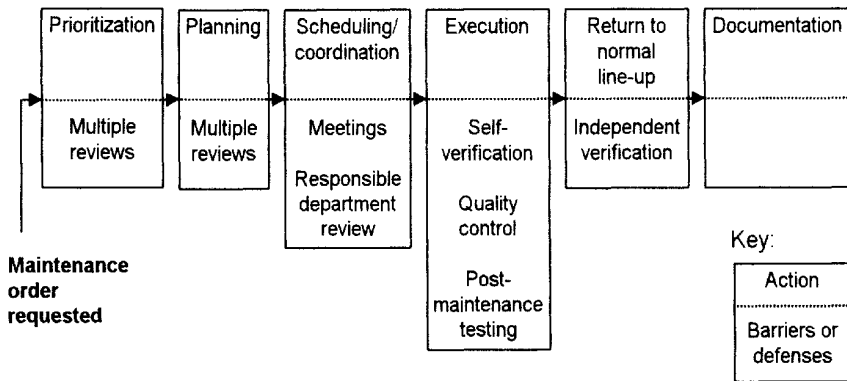 Prioritization
Multiple
reviews
Planning
Multiple
reviews
Scheduling/
coordination
Meetings
Responsible
department
review
Execution
Self-
verification
Quality
control
Post-
maintenance
testing
Return to
normal
line-up
Independent
verification
Documentation
Maintenance
order
requested
Key:
Action
Barriers or
defenses